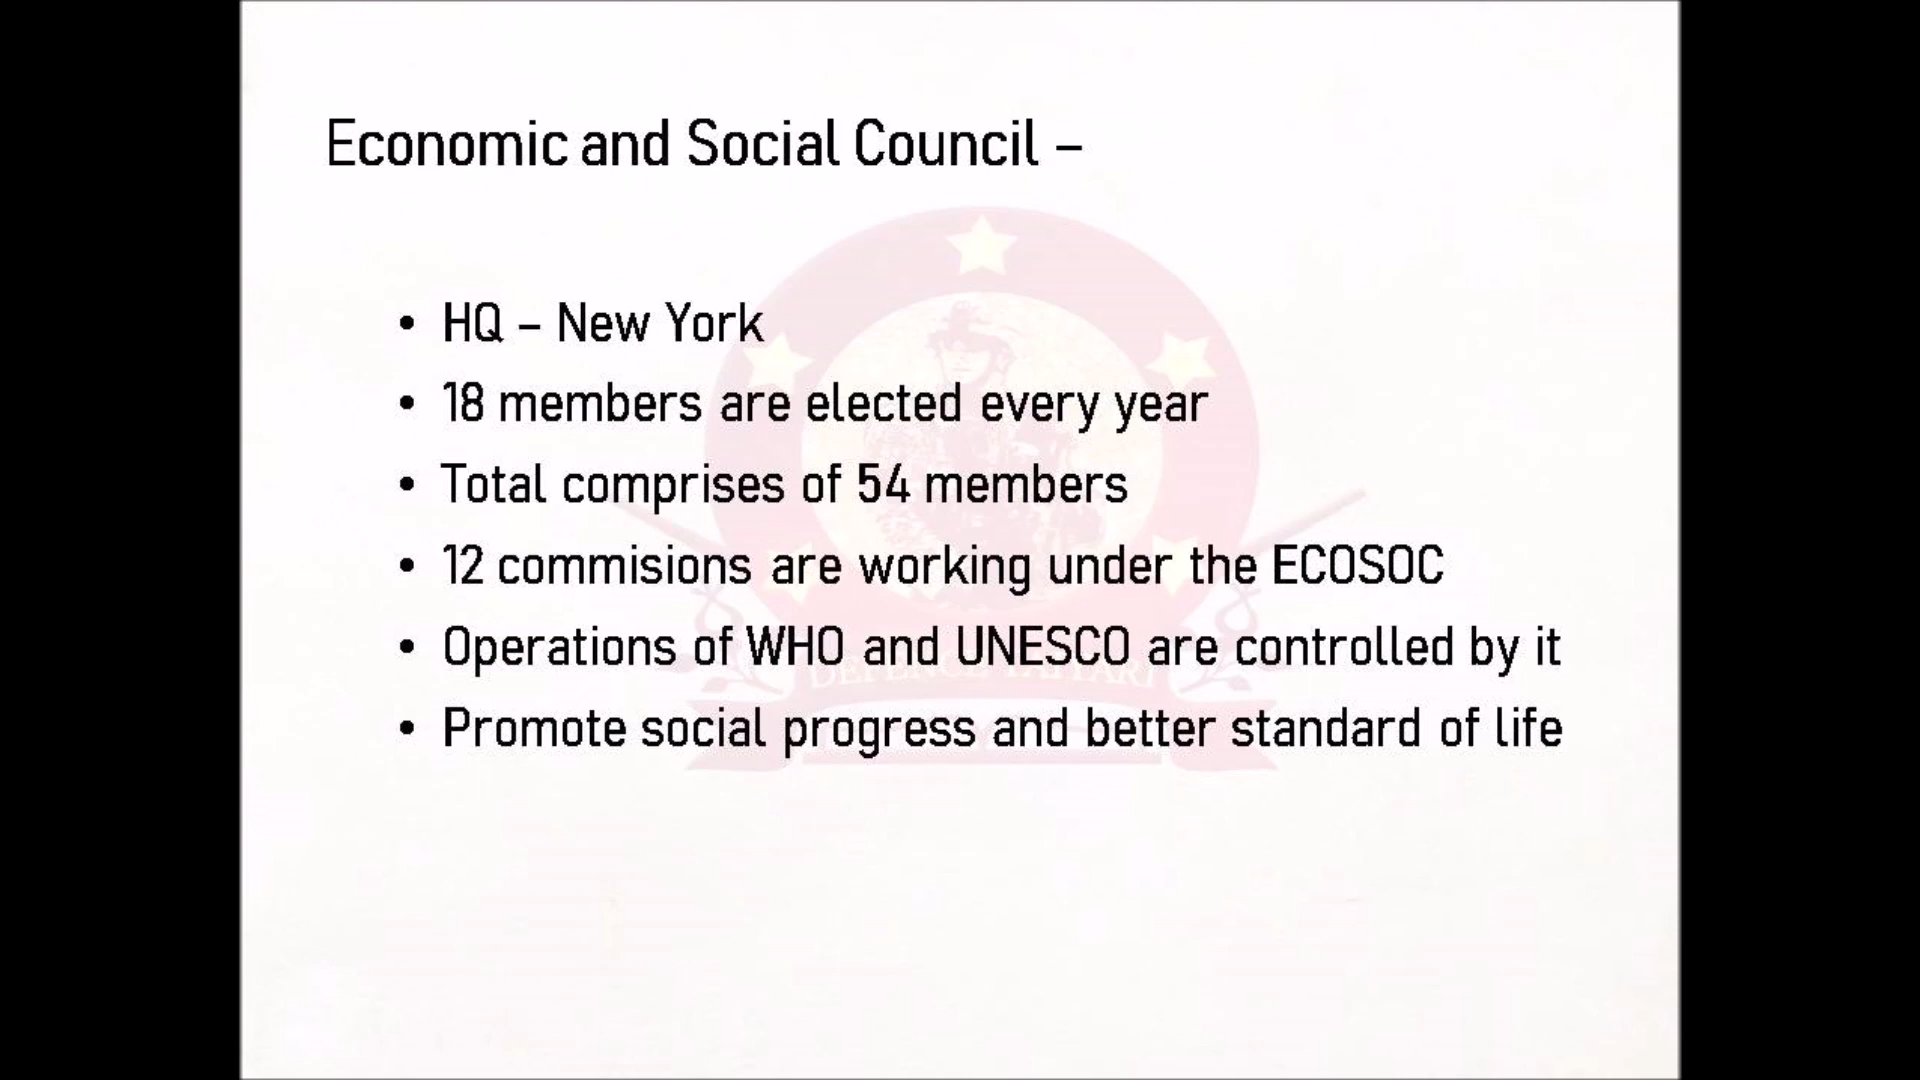 Economic and Social Council –
• HQ – New York
• 18 members are elected every year
• Total comprises of 54 members
• 12 commisions are working under the ECOSOC
• Operations of WHO and UNESCO are controlled by it
• Promote social progress and better standard of life